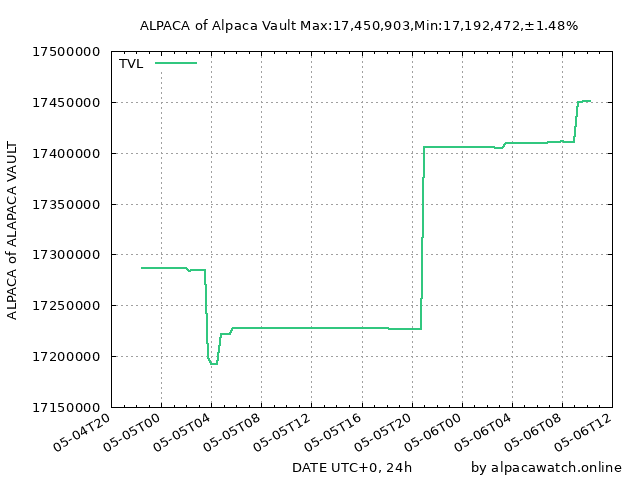 ALPACA of Alpaca Vault Max:17,450,903,Min:17,192,472,±1.48%
TVL
ALPACA of ALAPACA VAULT
17500000
17450000
17400000
17350000
17300000
17250000
17200000
17150000
05-04T20
05-05T00
05-05T04
05-05T08
05-05T12
05-05T16
05-05T20
05-06T00
05-06T04
05-06T08
05-06T12
DATE UTC+0, 24h
by alpacawatch.online